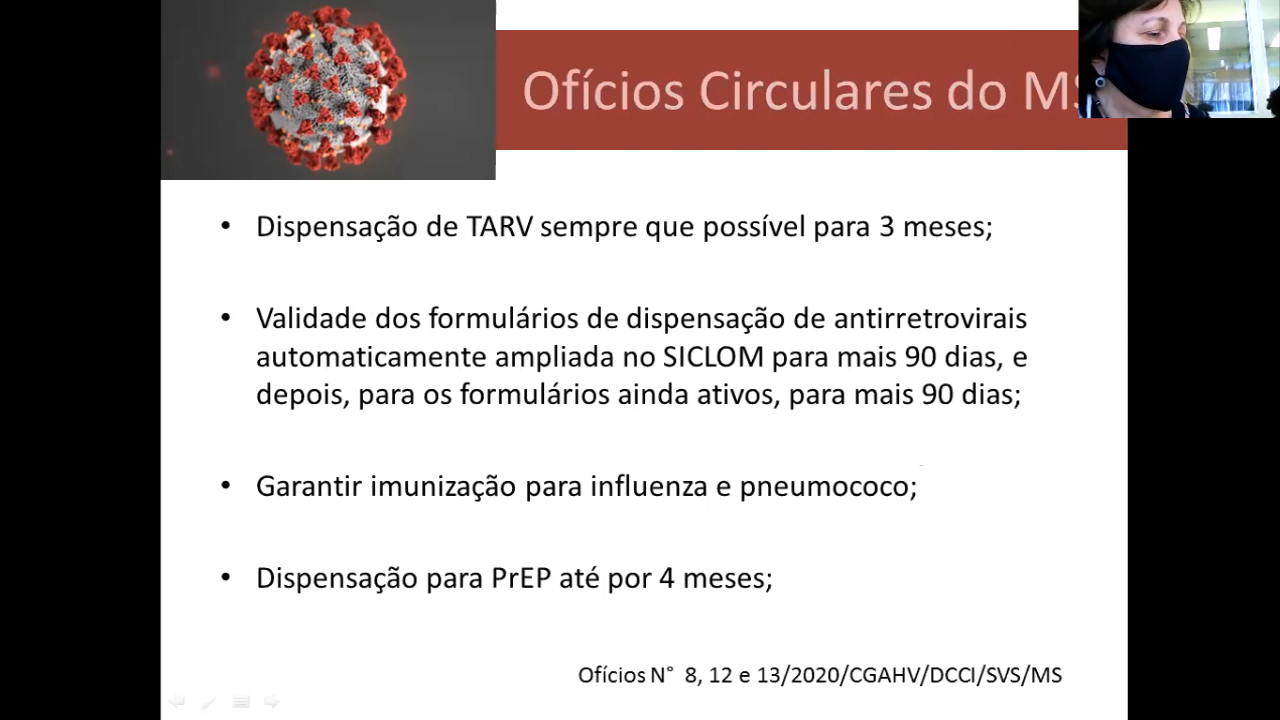 Ofícios Circulares do MS
• Dispensação de TARV sempre que possível para 3 meses;
• Validade dos formulários de dispensação de antirretrovirais
automaticamente ampliada no SICLOM para mais 90 dias, e
depois, para os formulários ainda ativos, para mais 90 dias;
• Garantir imunização para influenza e pneumococo;
• Dispensação para PrEP até por 4 meses;
Ofícios N° 8, 12 e 13/2020/CGAHV/DCCI/SVS/MS